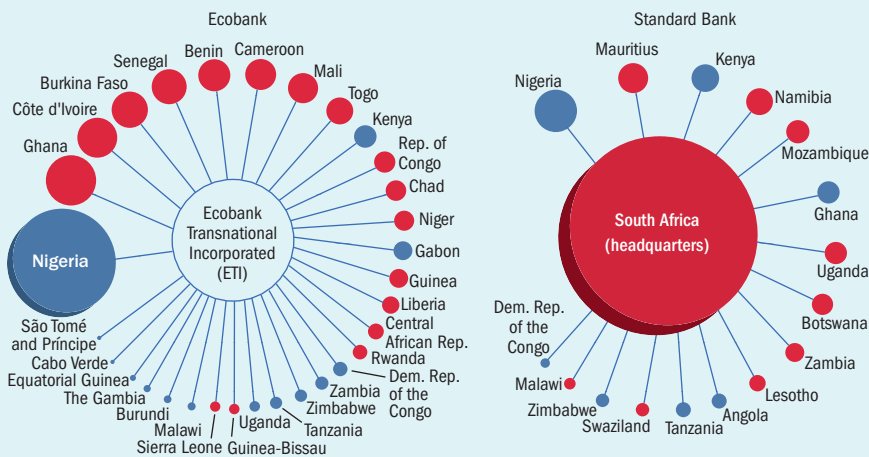 Ecobank
Cameroon
Benin
Senegal
Mali
Burkina Faso
Togo
Côte d'Ivoire
Kenya
Ghana
Rep. of
Congo
Chad
Niger
Ecobank
Transnational
Incorporated
(ETI)
Nigeria
Gabon
Guinea
Liberia
São Tomé
and Príncipe
Central
African Rep.
Cabo Verde
Rwanda
Equatorial Guinea
Dem. Rep.
of the
Congo
The Gambia
Zambia
Burundi
Zimbabwe
Malawi
Uganda
Tanzania
Sierra Leone
Guinea-Bissau
Standard Bank
Mauritius
Kenya
Nigeria
Namibia
Mozambique
Ghana
South Africa
(headquarters)
Uganda
Botswana
Dem. Rep.
of the
Congo
Zambia
Malawi
Lesotho
Zimbabwe
Angola
Swaziland
Tanzania